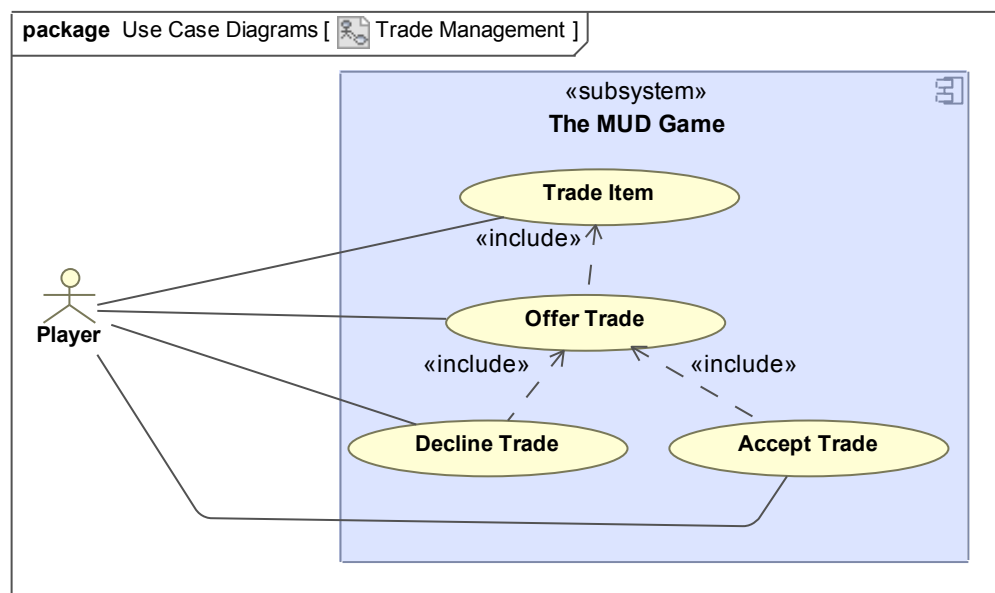 package Use Case Diagrams [ Trade Management ]
«subsystem»
The MUD Game
Trade Item
«include»
Offer Trade
Player
«include»
«include»
Decline Trade
Accept Trade